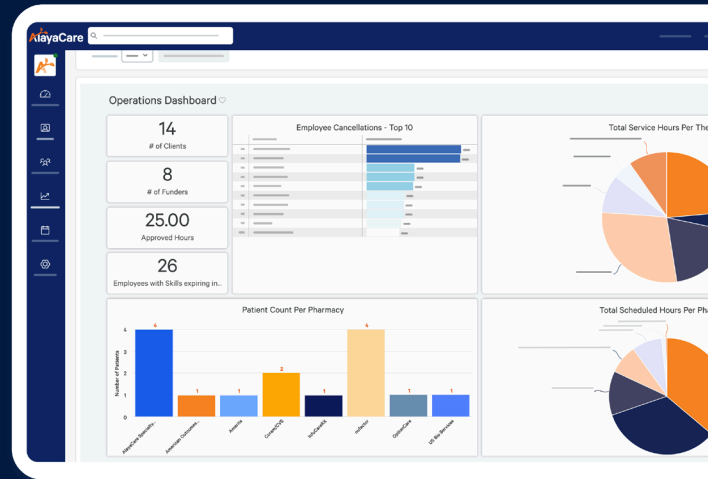 AlayaCare
Operations Dashboard
14
# of Clients
8
# of Funders
25.00
Approved Hours
26
Employees with Skills expiring in...
Employee Cancellations - Top 10
Total Service Hours Per The
Patient Count Per Pharmacy
Number of Patients
4
3
2
1
0
4
1
1
2
1
4
1
1
AlayaCare Specialty...
American Outcomes...
Amerita
Coram/CVS
InfuCareRX
nufactor
OptionCare
US Bio Services
Total Scheduled Hours Per Ph